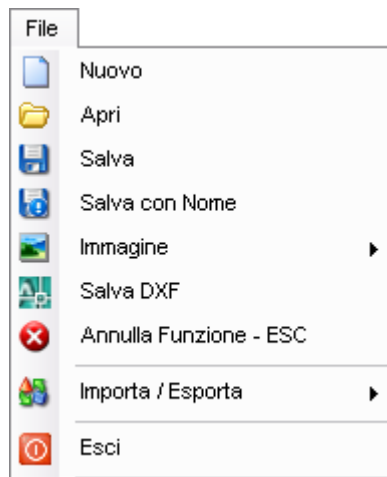 File
Nuovo
Apri
Salva
Salva con Nome
Immagine
Salva DXF
Annulla Funzione - ESC
Importa / Esporta
Esci